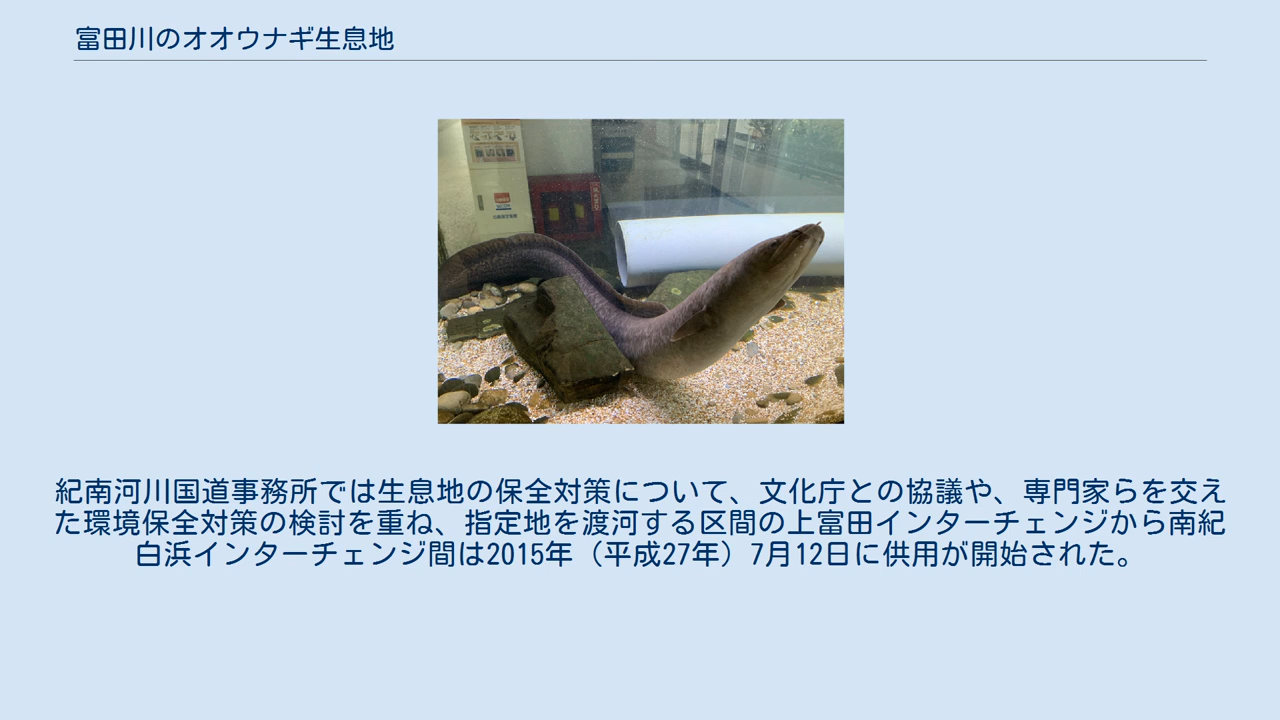 富田川のオオウナギ生息地
紀南河川国道事務所では生息地の保全対策について、文化庁との協議や、専門家らを交え
た環境保全対策の検討を重ね、指定地を渡河する区間の上富田インターチェンジから南紀
白浜インターチェンジ間は2015年（平成27年）7月12日に供用が開始された。